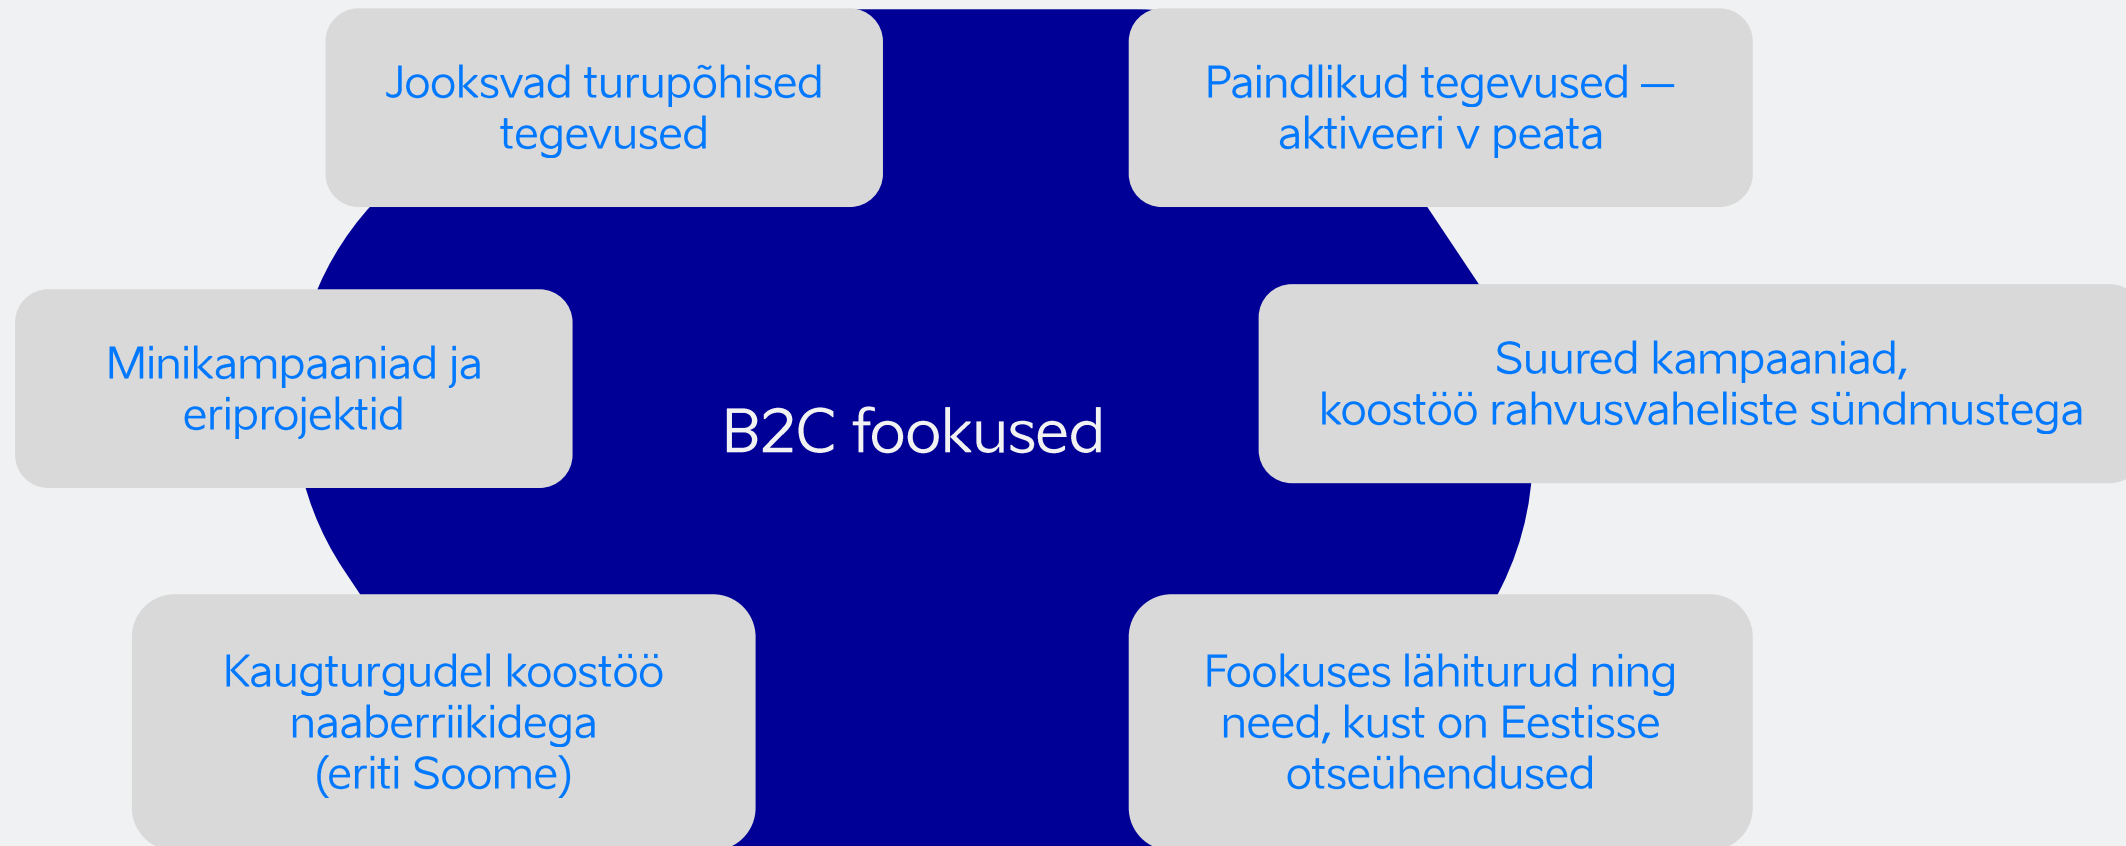 Jooksvad turupõhised
tegevused
Paindlikud tegevused —
aktiveeri v peata
Minikampaaniad ja
eriprojektid
B2C fookused
Suured kampaaniad,
koostöö rahvusvaheliste sündmustega
Kaugturgudel koostöö
naaberriikidega
(eriti Soome)
Fookuses lähiturud ning
need, kust on Eestisse
otseühendused